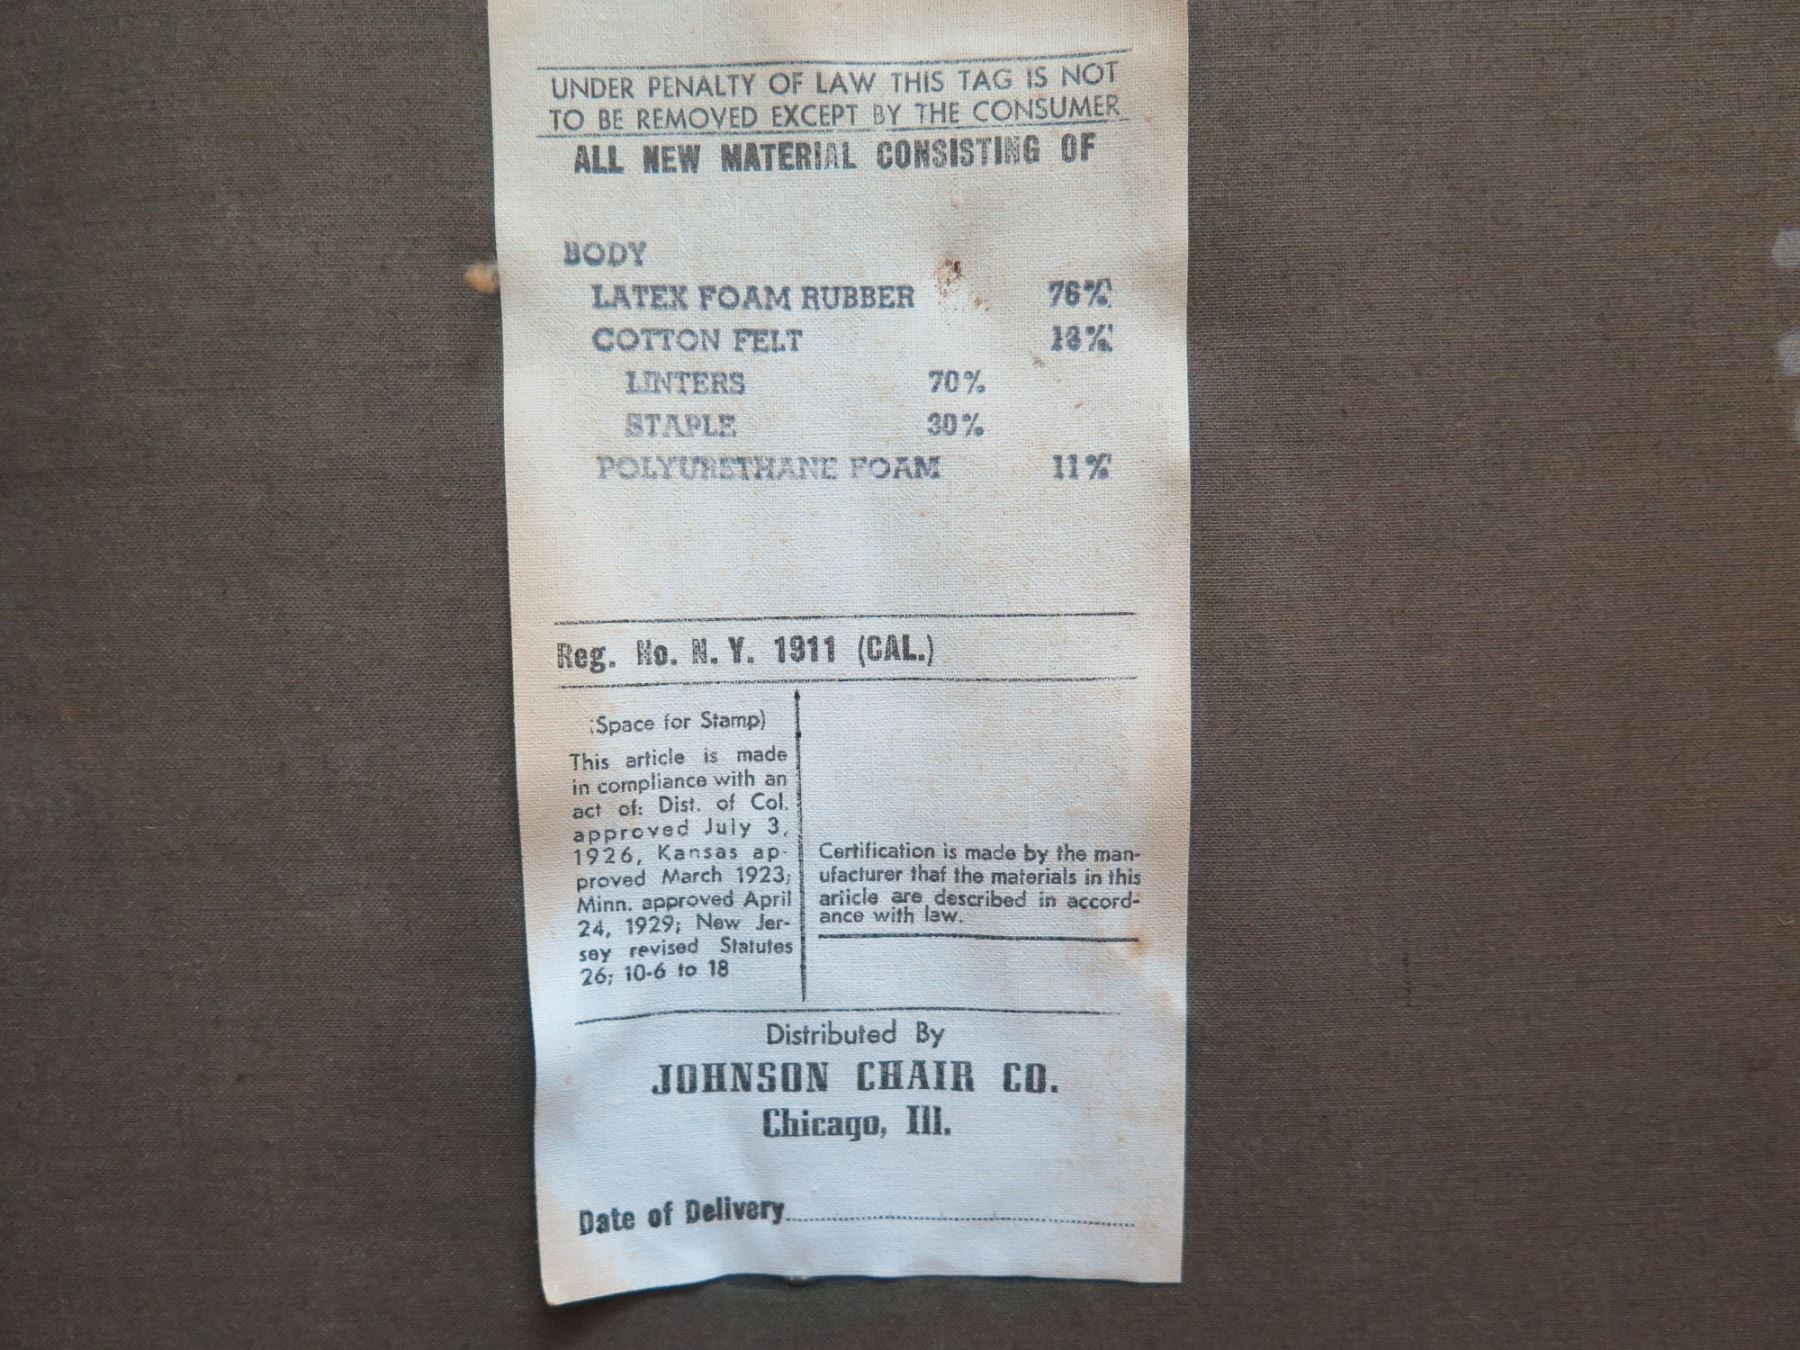 UNDER PENALTY OF LAW THIS TAG IS NOT
TO BE REMOVED EXCEPT BY THE CONSUMER
ALL NEW MATERIAL CONSISTING OF
BODY
LATEX FOAM RUBBER 76%
COTTON FELT 13%
LINTERS 70%
STAPLE 30%
POLYURETHANE FOAM 11%
Reg. No. N. Y. 1911 (CAL.)
(Space for Stamp)
This article is made
in compliance with an
act of: Dist. of Col.
approved July 3,
1926, Kansas ap-
proved March 1923;
Minn. approved April
24, 1929; New Jer-
sey revised Statutes
26; 10-6 to 18
Certification is made by the man-
ufacturer that the materials in this
article are described in accord-
ance with law.
Distributed By
JOHNSON CHAIR CO.
Chicago, Ill.
Date of Delivery